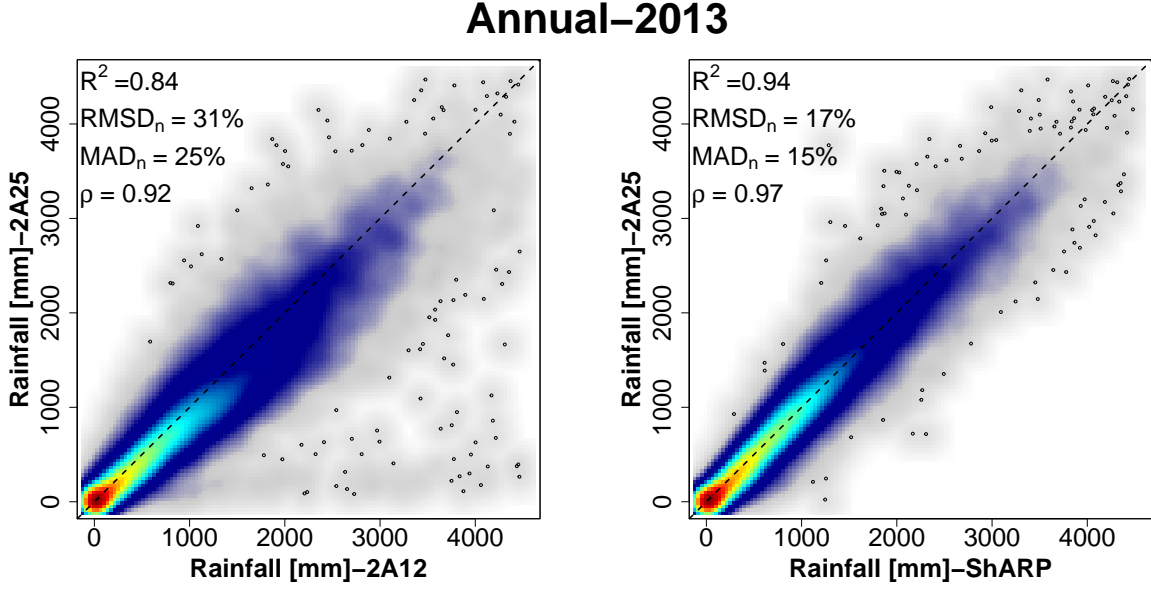 Annual–2013
R² =0.84
RMSDₙ = 31%
MADₙ = 25%
ρ = 0.92
Rainfall [mm]–2A25
4000
3000
2000
1000
0
0 1000 2000 3000 4000
Rainfall [mm]–2A12
R² =0.94
RMSDₙ = 17%
MADₙ = 15%
ρ = 0.97
Rainfall [mm]–2A25
4000
3000
2000
1000
0
0 1000 2000 3000 4000
Rainfall [mm]–ShARP